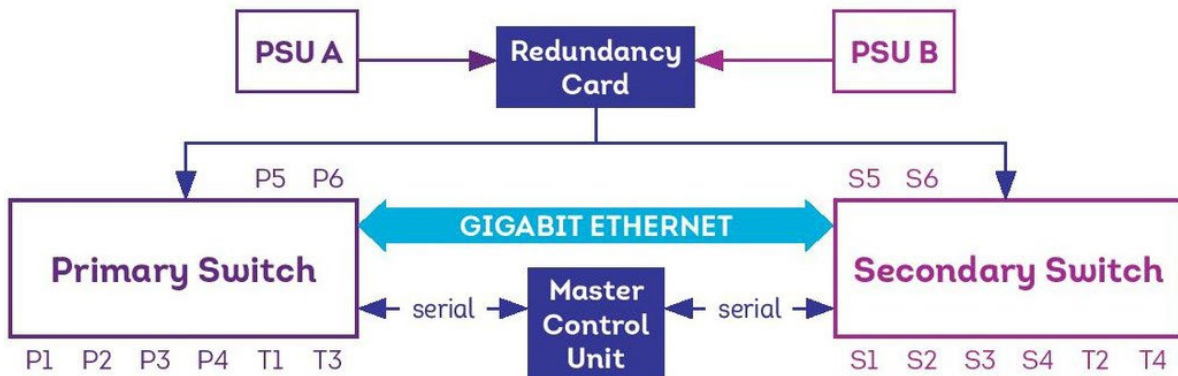 PSU A
Redundancy
Card
PSU B
P5 P6
S5 S6
GIGABIT ETHERNET
Primary Switch
Secondary Switch
serial
Master
Control
Unit
serial
P1 P2 P3 P4 T1 T3
S1 S2 S3 S4 T2 T4